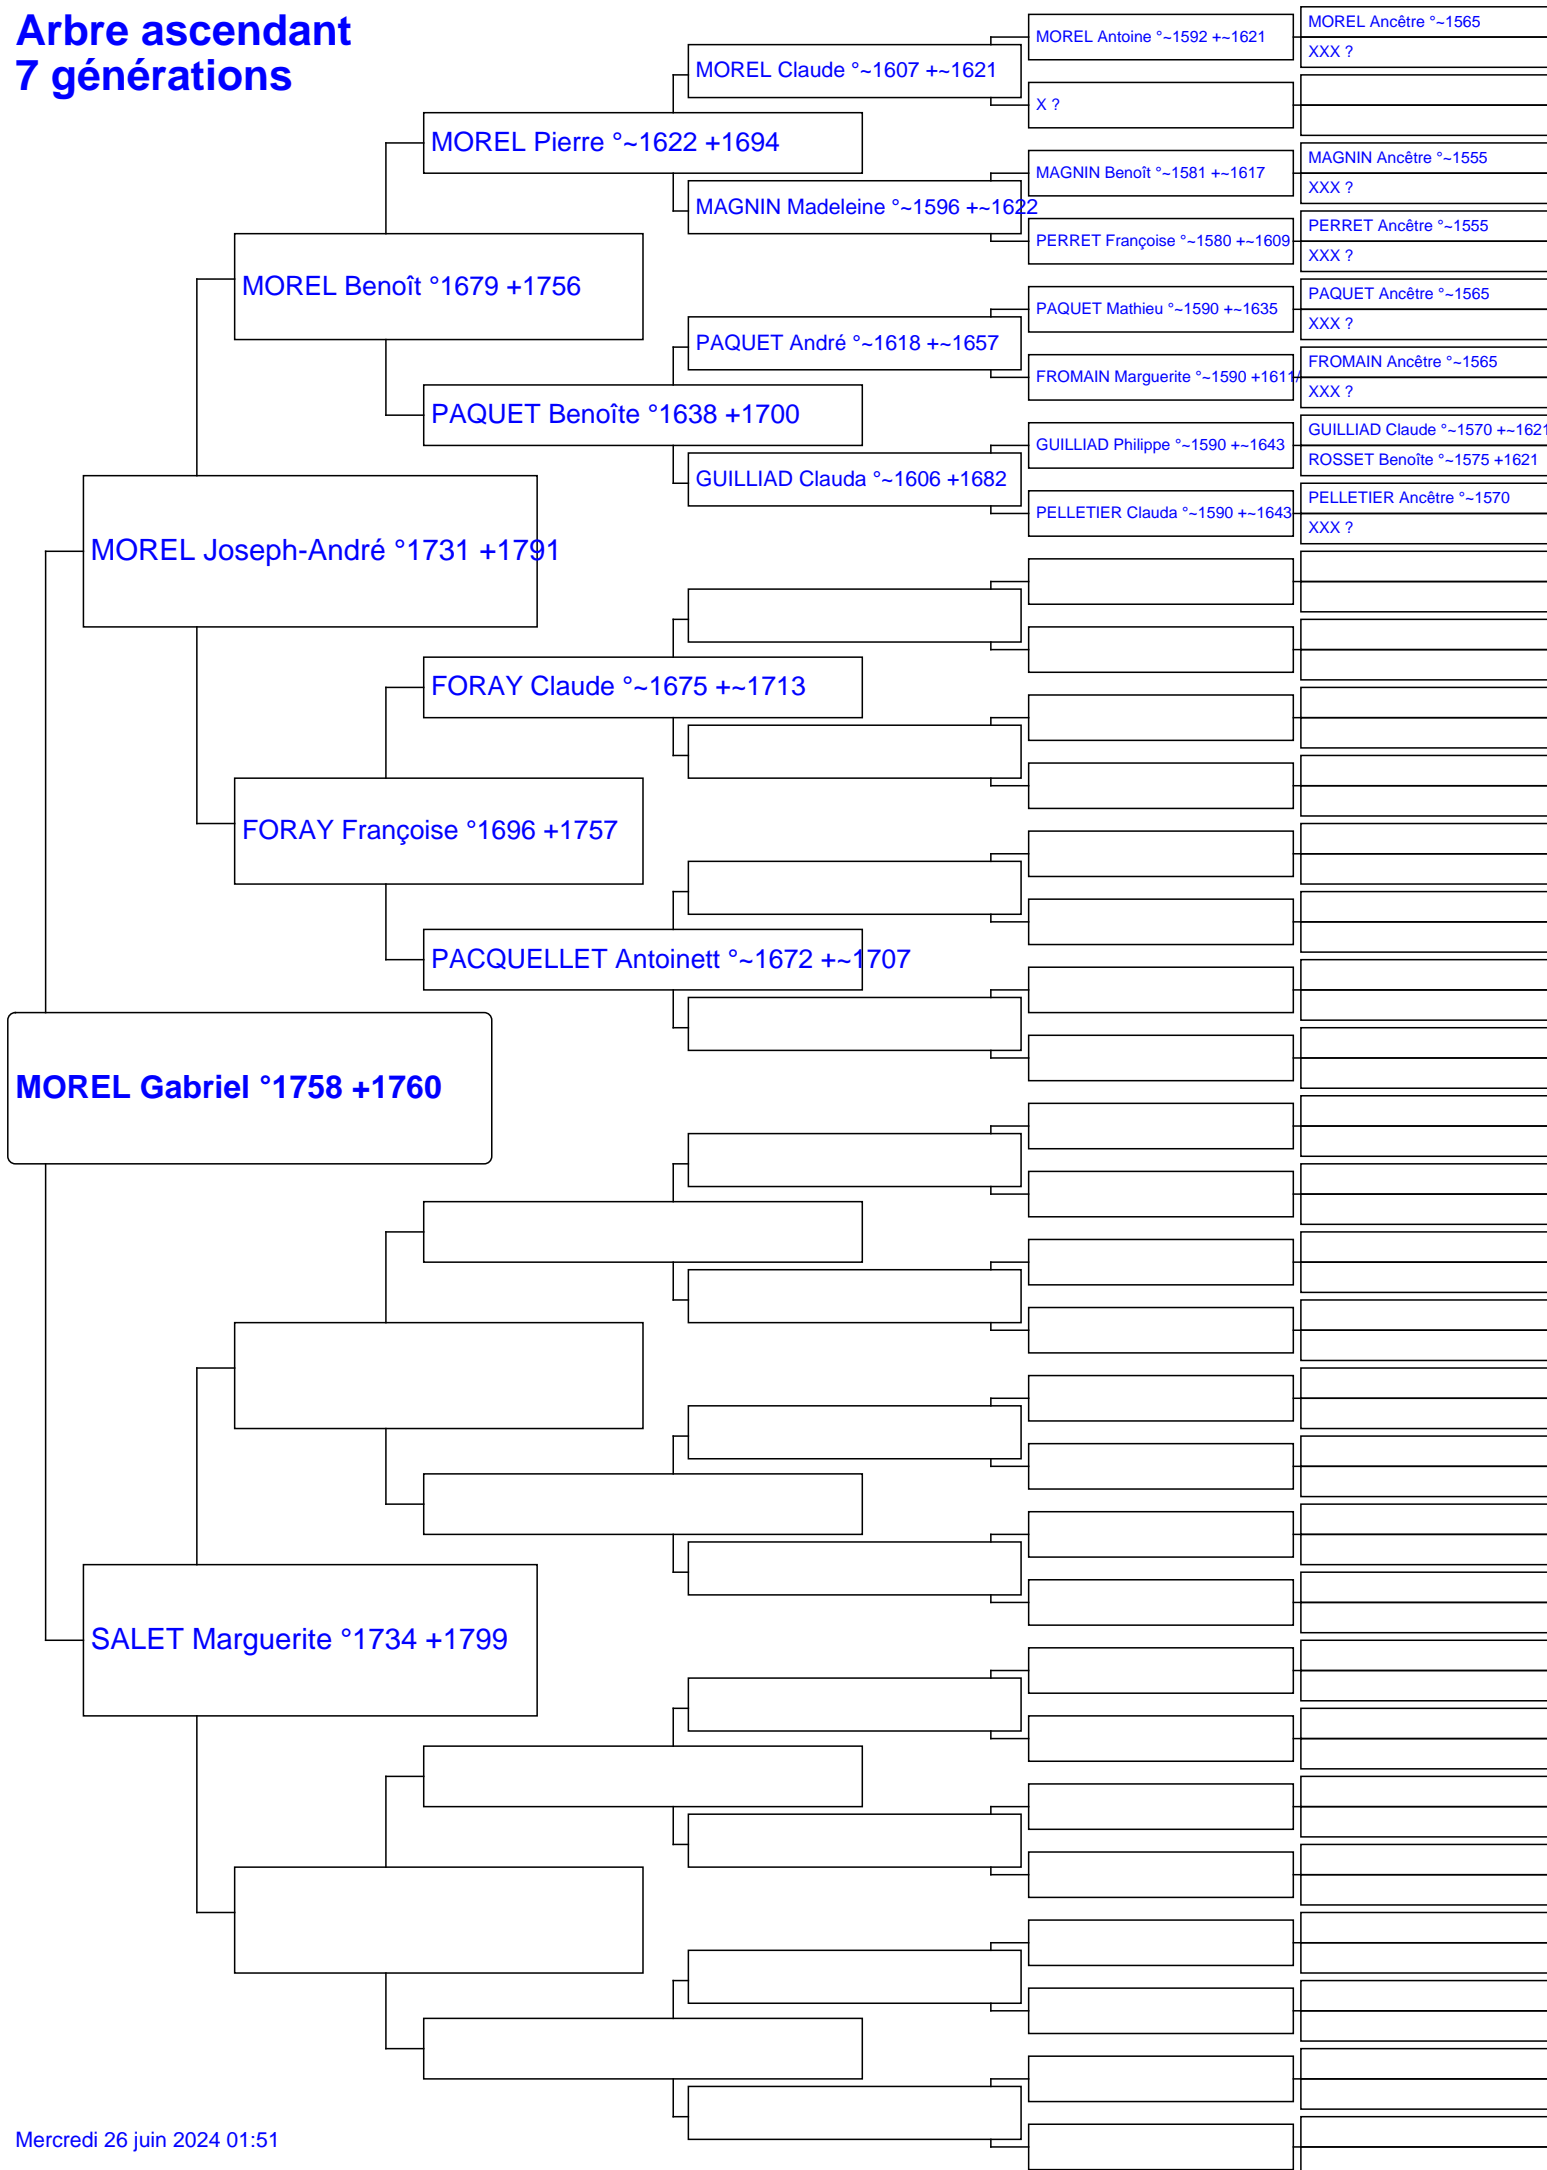 Arbre ascendant
7 générations
MOREL Gabriel °1758 +1760
MOREL Joseph-André °1731 +1791
SALET Marguerite °1734 +1799
MOREL Benoît °1679 +1756
FORAY Françoise °1696 +1757
MOREL Pierre °~1622 +1694
PAQUET Benoîte °1638 +1700
FORAY Claude °~1675 +~1713
PACQUELLET Antoinett °~1672 +~1707
MOREL Claude °~1607 +~1621
MAGNIN Madeleine °~1596 +~1622
PAQUET André °~1618 +~1657
GUILLIAD Clauda °~1606 +1682
MOREL Antoine °~1592 +~1621
X ?
MAGNIN Benoît °~1581 +~1617
PERRET Françoise °~1580 +~1609
PAQUET Mathieu °~1590 +~1635
FROMAIN Marguerite °~1590 +1611/
GUILLIAD Philippe °~1590 +~1643
PELLETIER Clauda °~1590 +~1643
MOREL Ancêtre °~1565
XXX ?
MAGNIN Ancêtre °~1555
XXX ?
PERRET Ancêtre °~1555
XXX ?
PAQUET Ancêtre °~1565
XXX ?
FROMAIN Ancêtre °~1565
XXX ?
GUILLIAD Claude °~1570 +~1621
ROSSET Benoîte °~1575 +1621
PELLETIER Ancêtre °~1570
XXX ?
Mercredi 26 juin 2024 01:51